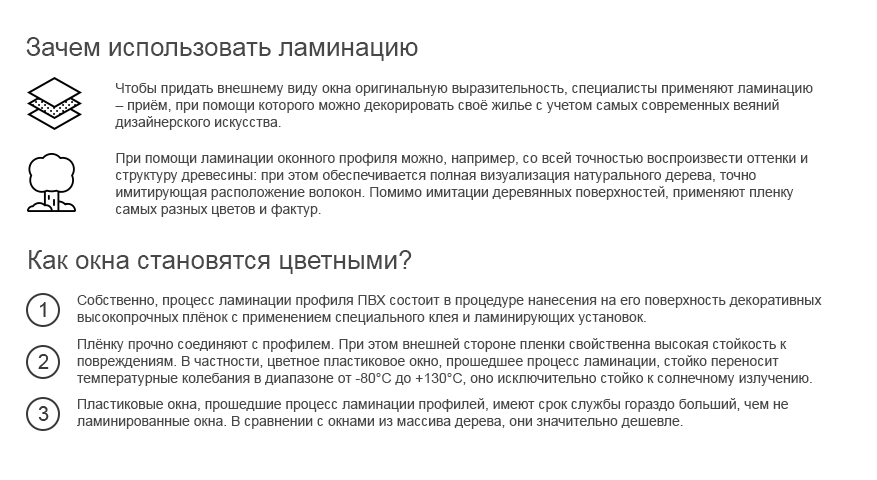 Зачем использовать ламинацию
Чтобы придать внешнему виду окна оригинальную выразительность, специалисты применяют ламинацию
– приём, при помощи которого можно декорировать своё жилье с учетом самых современных веяний
дизайнерского искусства.
При помощи ламинации оконного профиля можно, например, со всей точностью воспроизвести оттенки и
структуру древесины: при этом обеспечивается полная визуализация натурального дерева, точно
имитирующая расположение волокон. Помимо имитации деревянных поверхностей, применяют пленку
самых разных цветов и фактур.
Как окна становятся цветными?
1
Собственно, процесс ламинации профиля ПВХ состоит в процедуре нанесения на его поверхность декоративных
высокопрочных плёнок с применением специального клея и ламинирующих установок.
2
Плёнку прочно соединяют с профилем. При этом внешней стороне пленки свойственна высокая стойкость к
повреждениям. В частности, цветное пластиковое окно, прошедшее процесс ламинации, стойко переносит
температурные колебания в диапазоне от -80°C до +130°C, оно исключительно стойко к солнечному излучению.
3
Пластиковые окна, прошедшие процесс ламинации профилей, имеют срок службы гораздо больший, чем не
ламинированные окна. В сравнении с окнами из массива дерева, они значительно дешевле.